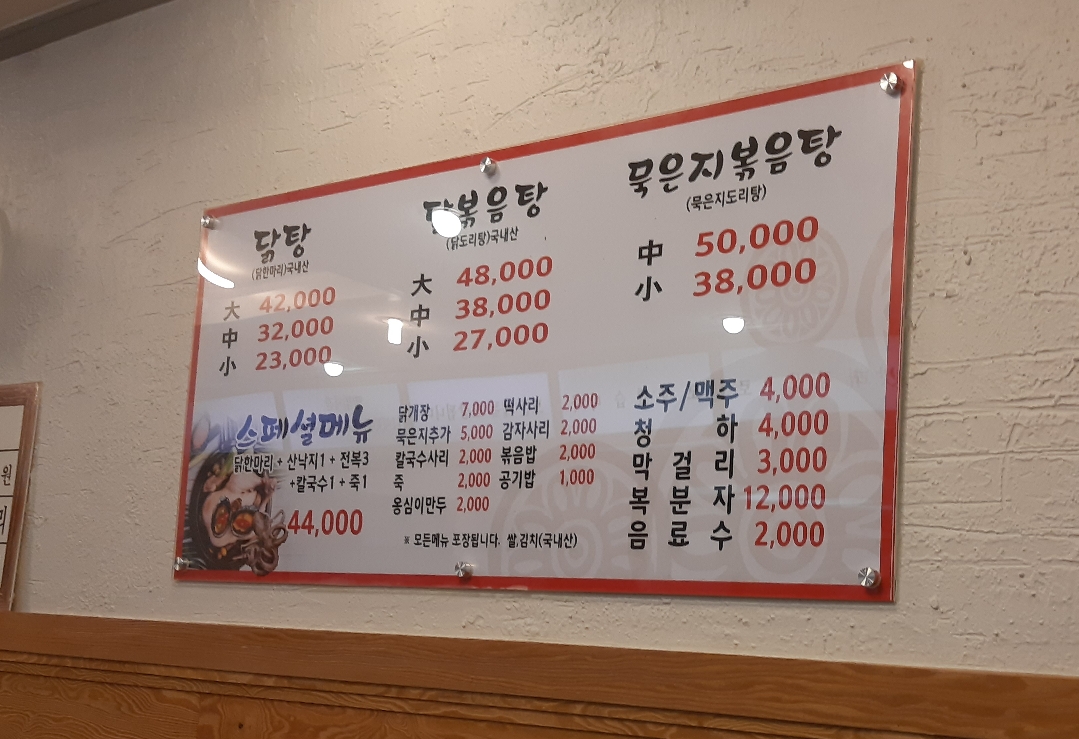 닭탕
(닭한마리)국내산
大 42,000
中 32,000
小 23,000
닭볶음탕
(닭도리탕)국내산
大 48,000
中 38,000
小 27,000
묵은지볶음탕
(묵은지도리탕)
中 50,000
小 38,000
스페셜메뉴
닭한마리 + 산낙지1 + 전복3
+칼국수1 + 죽1
44,000
닭개장 7,000 떡사리 2,000
묵은지추가 5,000 감자사리 2,000
칼국수사리 2,000 볶음밥 2,000
죽 2,000 공기밥 1,000
옹심이만두 2,000
※ 모든메뉴 포장됩니다. 쌀,김치(국내산)
소주/맥주 4,000
청하 4,000
막걸리 3,000
복분자 12,000
음료수 2,000
원